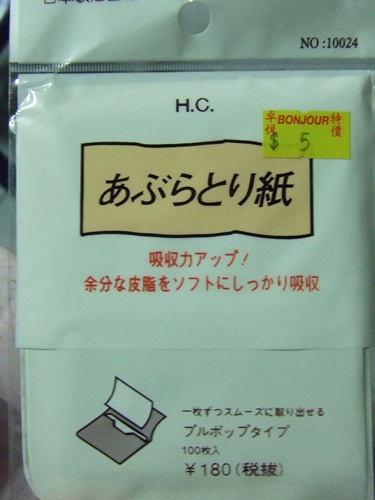 NO:10024
H.C.
卓悦 BONJOUR 特價
$ 5
あぶらとり紙
吸収力アップ!
余分な皮脂をソフトにしっかり吸収
一枚ずつスムーズに取り出せる
プルポップタイプ
100枚入
￥180(税抜)